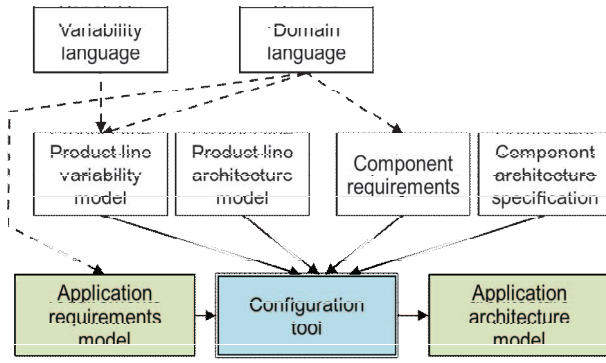 Variability
language
Domain
language
Product line
variability
model
Product line
architecture
model
Component
requirements
Component
architecture
specification
Application
requirements
model
Configuration
tool
Application
architecture
model